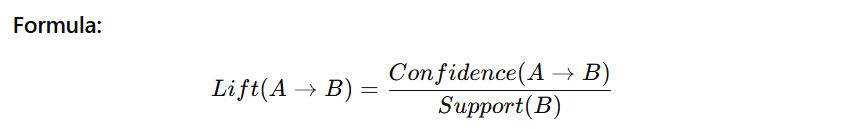 Formula:
Lift(A → B) = Confidence(A → B) / Support(B)